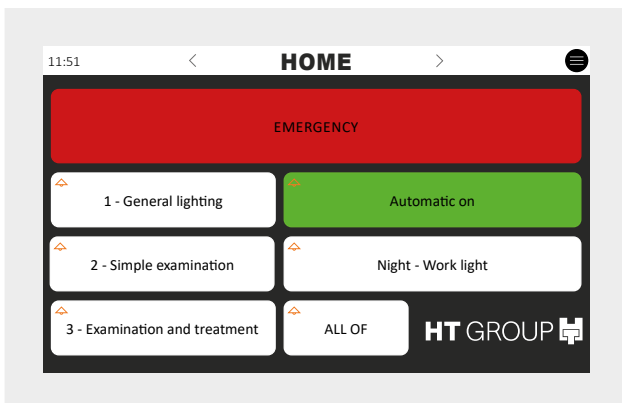 11:51
HOME
EMERGENCY
1 - General lighting
Automatic on
2 - Simple examination
Night - Work light
3 - Examination and treatment
ALL OF
HT GROUP